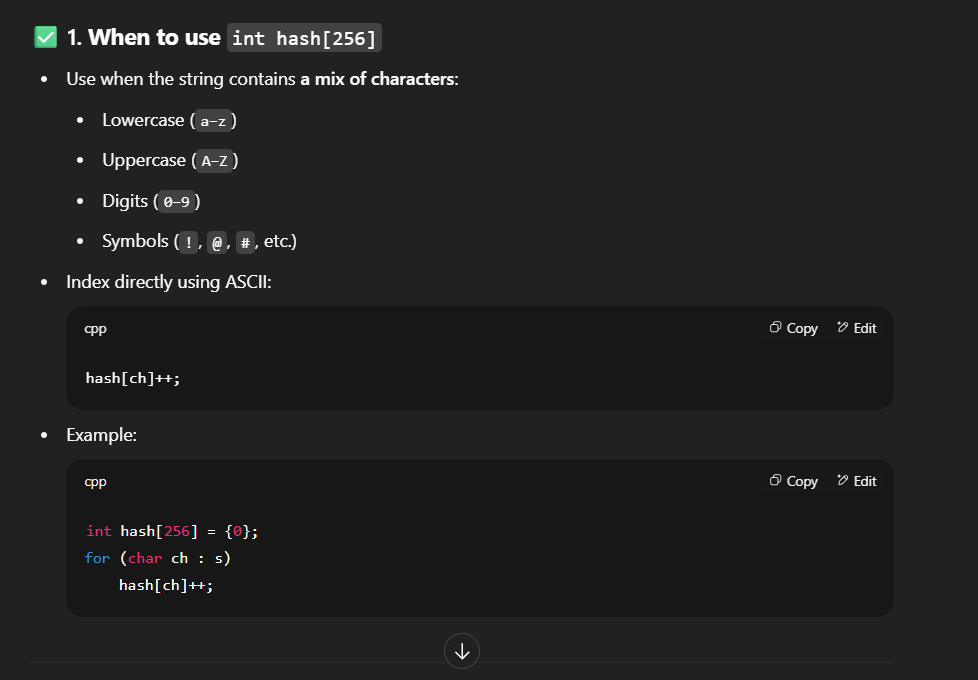 ✅ 1. When to use int hash[256]
• Use when the string contains a mix of characters:
• Lowercase (a–z)
• Uppercase (A–Z)
• Digits (0–9)
• Symbols (!, @, #, etc.)
• Index directly using ASCII:
cpp Copy Edit
hash[ch]++;
• Example:
cpp Copy Edit
int hash[256] = {0};
for (char ch : s)
    hash[ch]++;